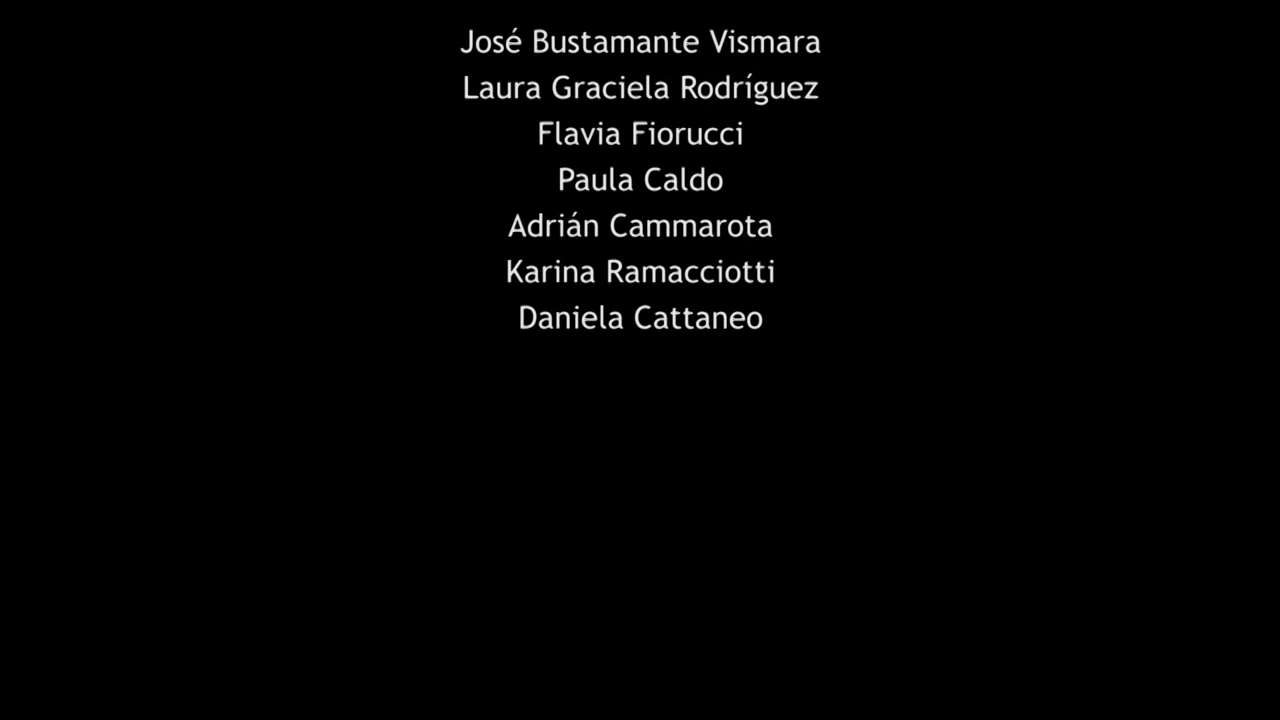 José Bustamante Vismara
Laura Graciela Rodríguez
Flavia Fiorucci
Paula Caldo
Adrián Cammarota
Karina Ramacciotti
Daniela Cattaneo